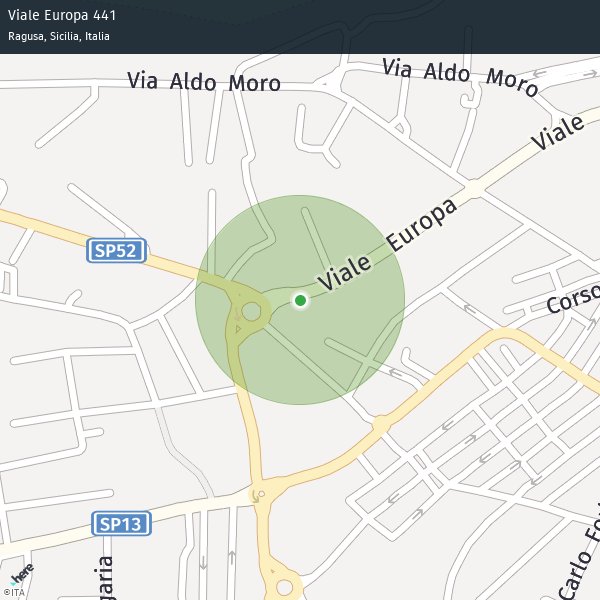 Viale Europa 441
Ragusa, Sicilia, Italia
Via Aldo Moro
Via Aldo Moro
Viale
Viale Europa
SP52
Corso
SP13
Carlo
garia
here
©ITA